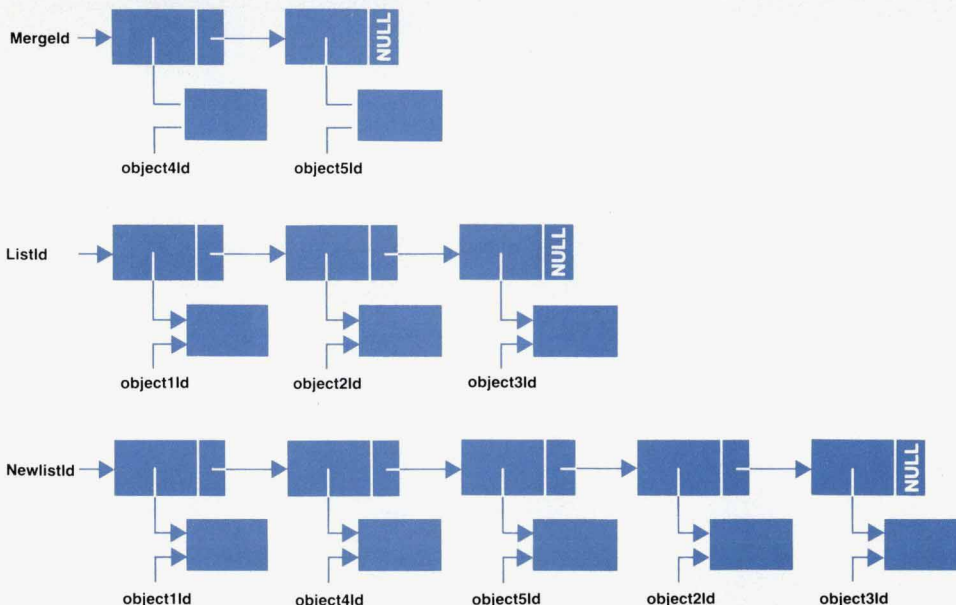 MergeId
NULL
object4Id
object5Id
ListId
NULL
object1Id
object2Id
object3Id
NewlistId
NULL
object1Id
object4Id
object5Id
object2Id
object3Id